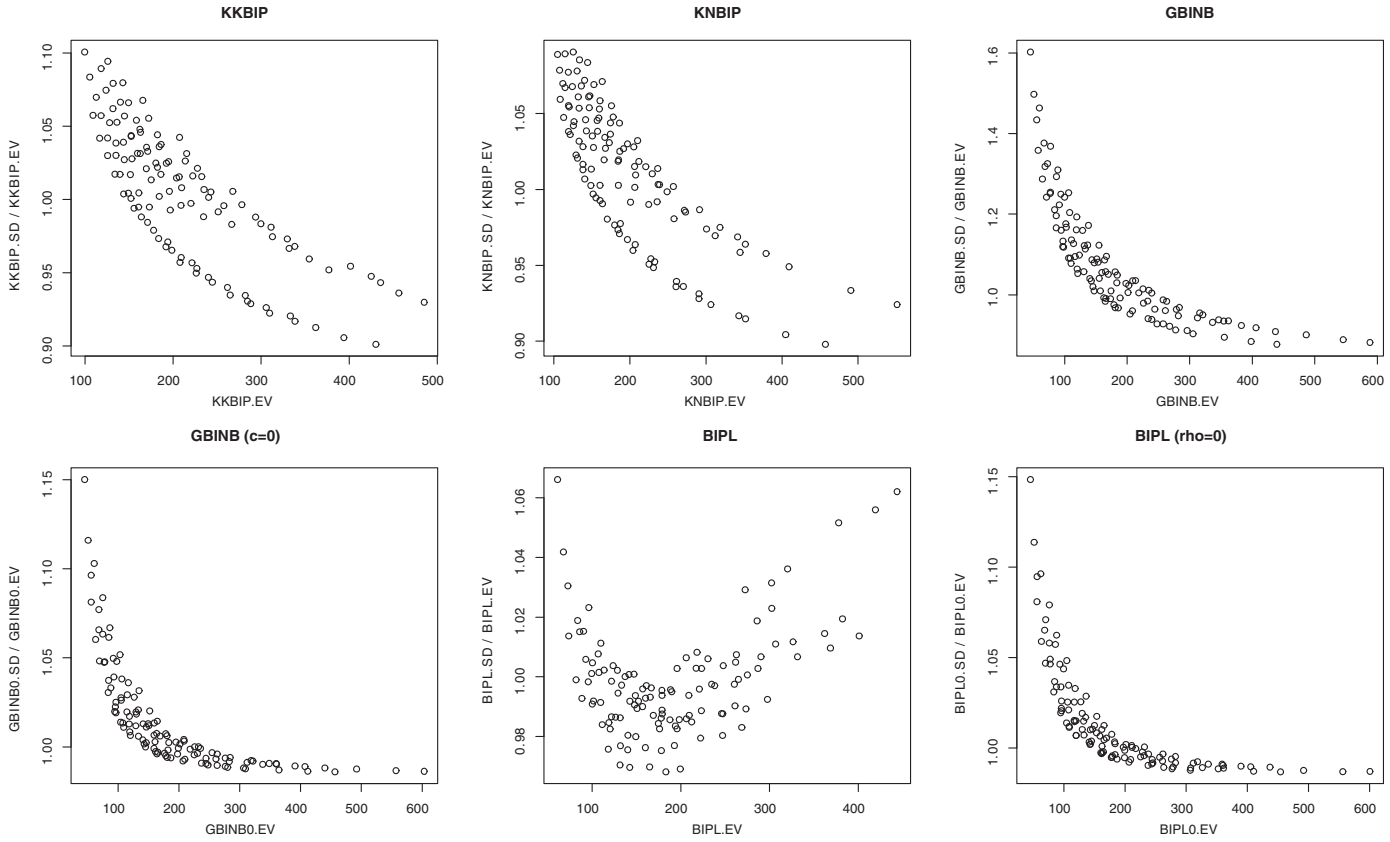 KKBIP
KKBIP.SD / KKBIP.EV
1.10
1.05
1.00
0.95
0.90
100 200 300 400 500
KKBIP.EV
KNBIP
KNBIP.SD / KNBIP.EV
1.05
1.00
0.95
0.90
100 200 300 400 500
KNBIP.EV
GBINB
GBINB.SD / GBINB.EV
1.6
1.4
1.2
1.0
100 200 300 400 500 600
GBINB.EV
GBINB (c=0)
GBINB0.SD / GBINB0.EV
1.15
1.10
1.05
1.00
100 200 300 400 500 600
GBINB0.EV
BIPL
BIPL.SD / BIPL.EV
1.06
1.04
1.02
1.00
0.98
100 200 300 400
BIPL.EV
BIPL (rho=0)
BIPL0.SD / BIPL0.EV
1.15
1.10
1.05
1.00
100 200 300 400 500 600
BIPL0.EV